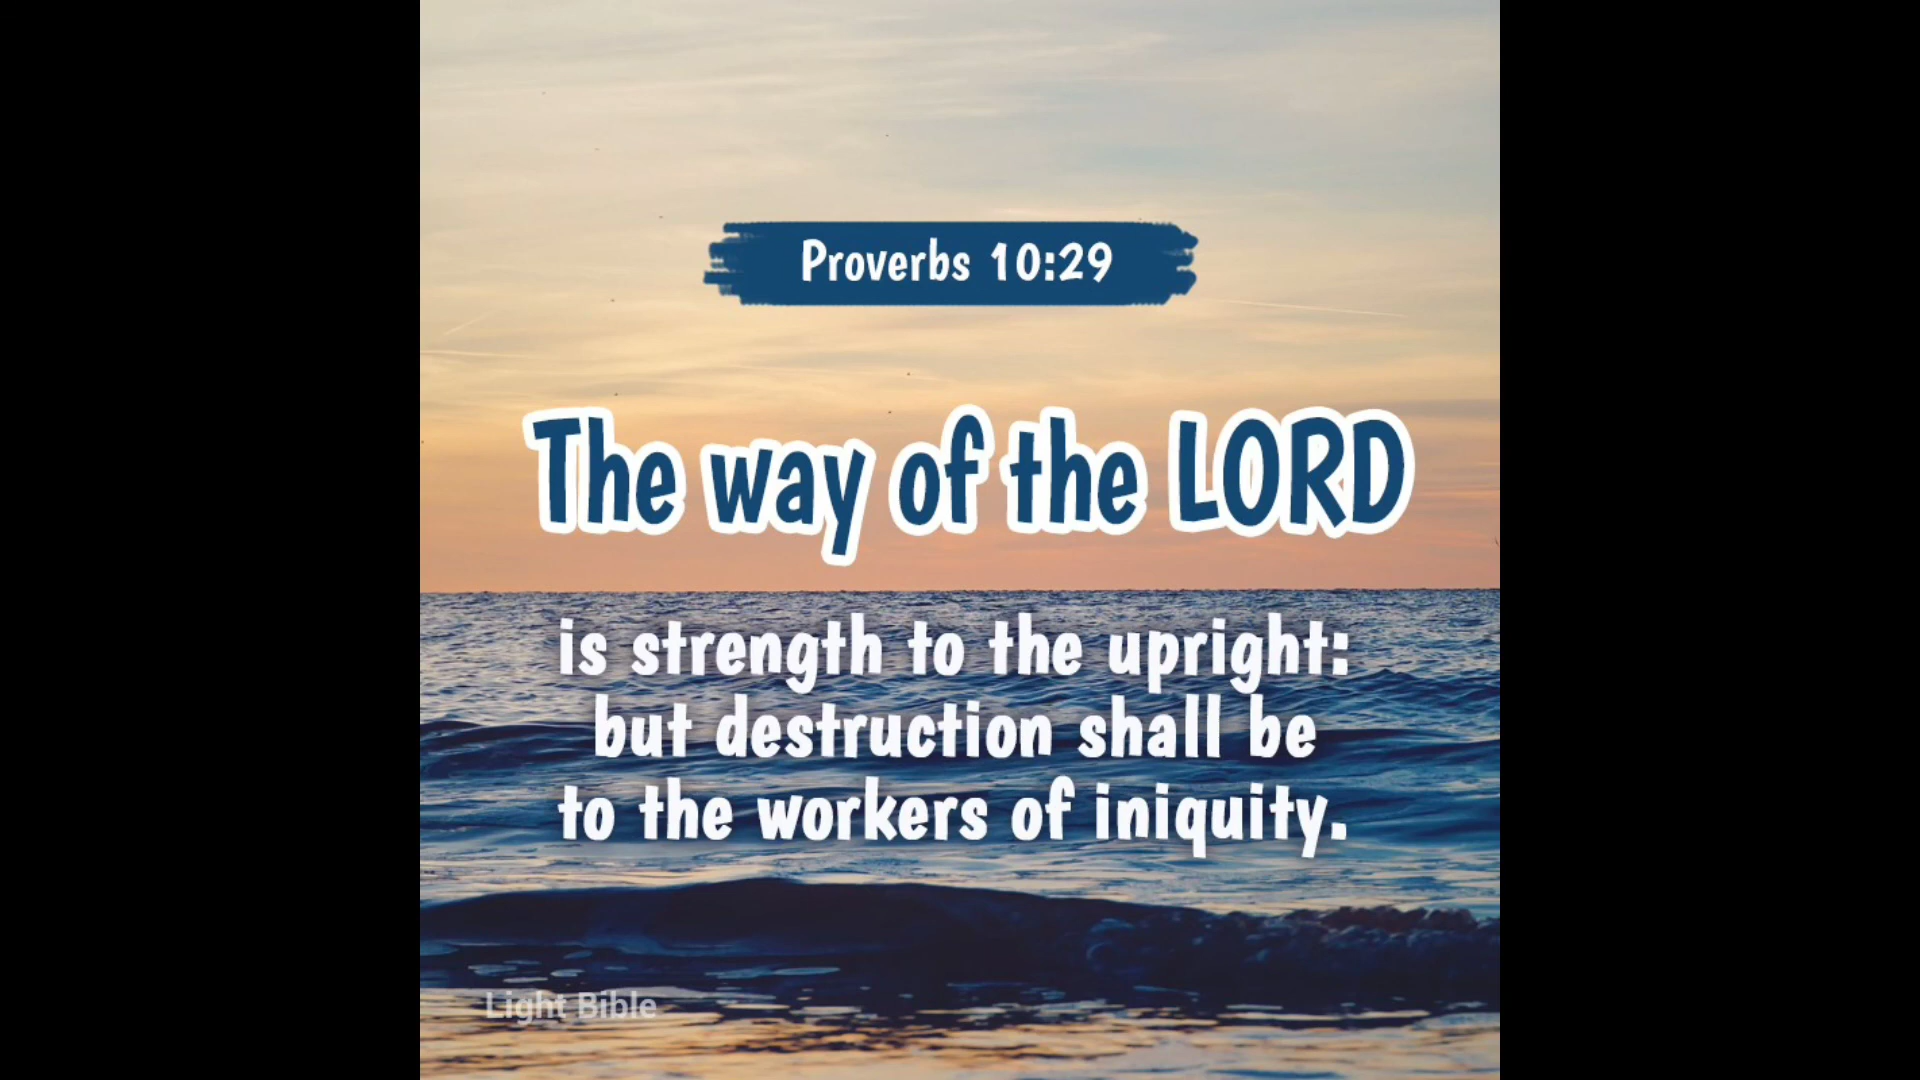 Proverbs 10:29
The way of the LORD
is strength to the upright:
but destruction shall be
to the workers of iniquity.
Light Bible